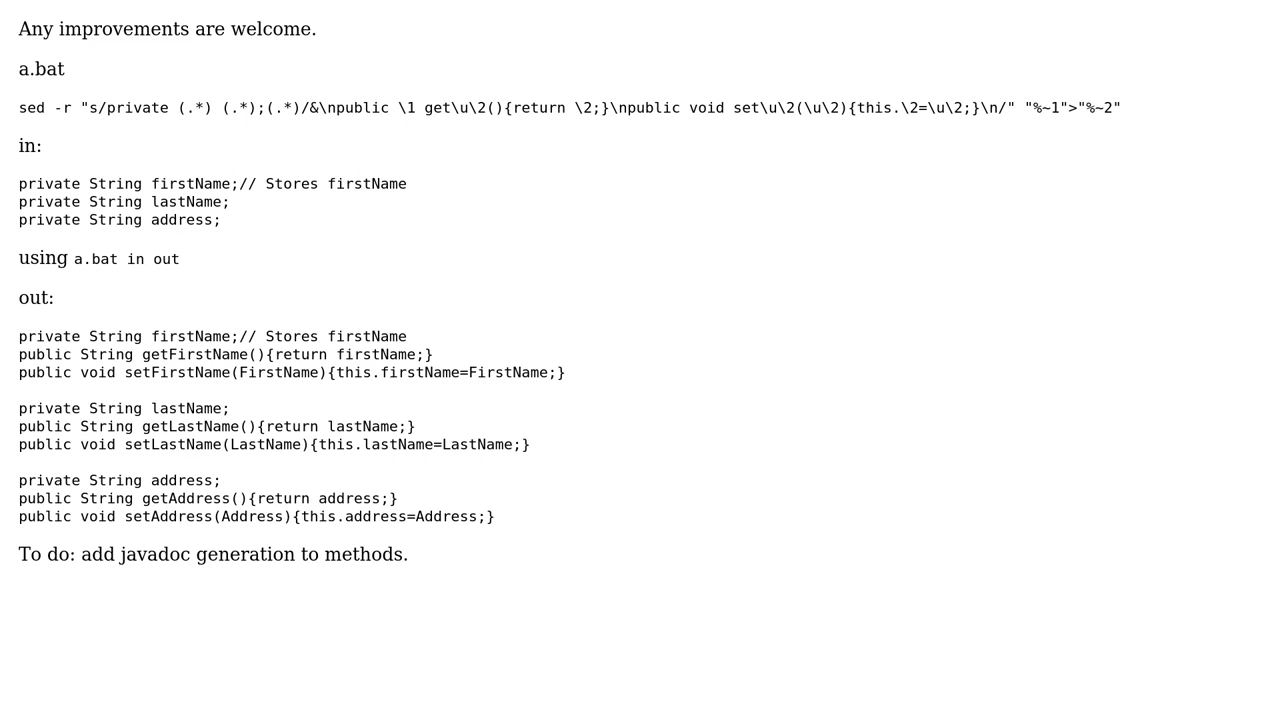 Any improvements are welcome.
a.bat
sed -r "s/private (.*) (.*);(.*)/&\npublic \1 get\u\2(){return \2;}\npublic void set\u\2(\u\2){this.\2=\u\2;}\n/" "%~1">"%~2"
in:
private String firstName;// Stores firstName
private String lastName;
private String address;
using a.bat in out
out:
private String firstName;// Stores firstName
public String getFirstName(){return firstName;}
public void setFirstName(FirstName){this.firstName=FirstName;}
private String lastName;
public String getLastName(){return lastName;}
public void setLastName(LastName){this.lastName=LastName;}
private String address;
public String getAddress(){return address;}
public void setAddress(Address){this.address=Address;}
To do: add javadoc generation to methods.